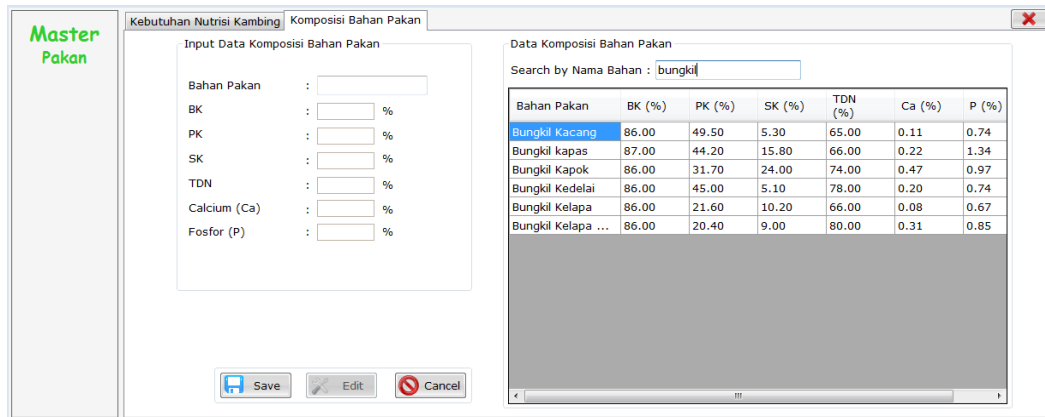 Master
Pakan
Kebutuhan Nutrisi Kambing
Komposisi Bahan Pakan
Input Data Komposisi Bahan Pakan
Bahan Pakan :
BK : %
PK : %
SK : %
TDN : %
Calcium (Ca) : %
Fosfor (P) : %
Save
Edit
Cancel
Data Komposisi Bahan Pakan
Search by Nama Bahan : bungkil
Bahan Pakan BK (%) PK (%) SK (%) TDN (%) Ca (%) P (%)
Bungkil Kacang 86.00 49.50 5.30 65.00 0.11 0.74
Bungkil kapas 87.00 44.20 15.80 66.00 0.22 1.34
Bungkil Kapok 86.00 31.70 24.00 74.00 0.47 0.97
Bungkil Kedelai 86.00 45.00 5.10 78.00 0.20 0.74
Bungkil Kelapa 86.00 21.60 10.20 66.00 0.08 0.67
Bungkil Kelapa ... 86.00 20.40 9.00 80.00 0.31 0.85